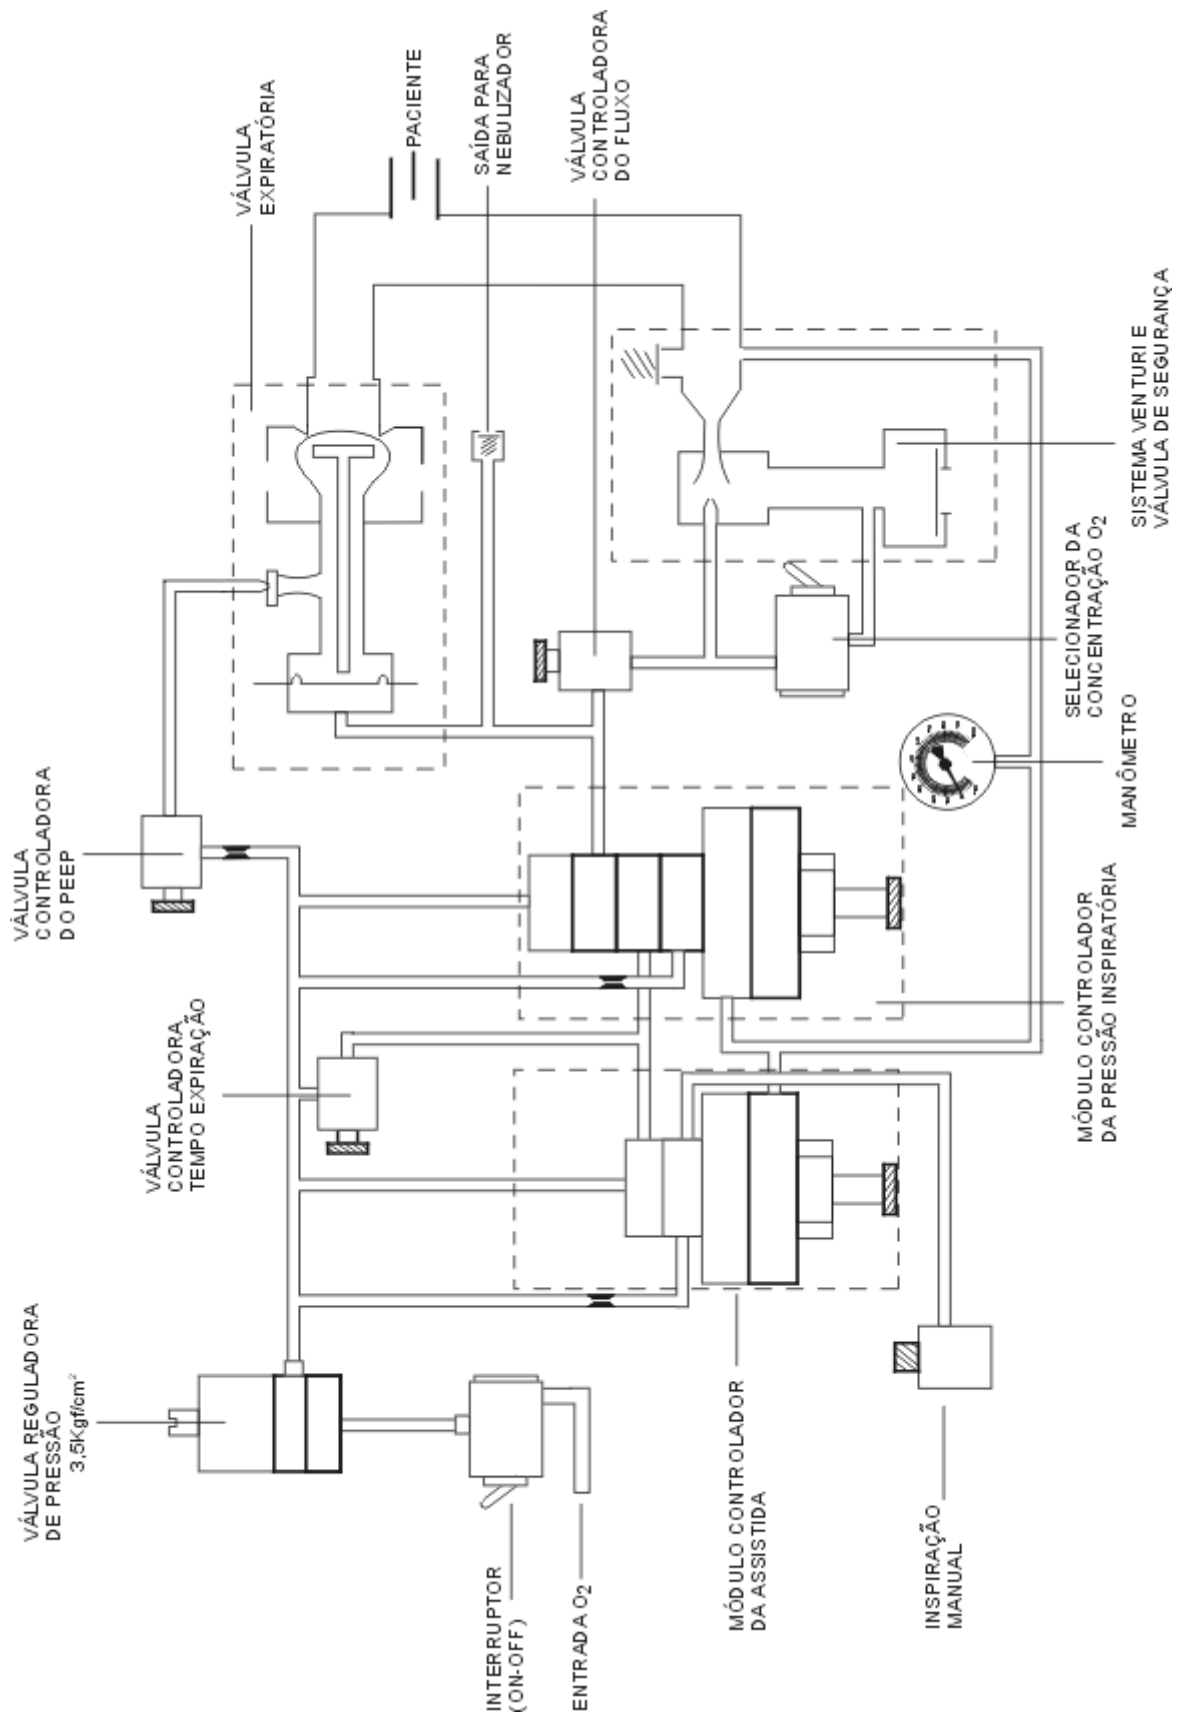 VÁLVULA REGULADORA
DE PRESSÃO
3,5Kgf/cm²
VÁLVULA
CONTROLADORA
DO PEEP
VÁLVULA
CONTROLADORA
TEMPO EXPIRAÇÃO
VÁLVULA
EXPIRATÓRIA
PACIENTE
SAÍDA PARA
NEBULIZADOR
VÁLVULA
CONTROLADORA
DO FLUXO
INTERRUPTOR
(ON-OFF)
ENTRADA O₂
MÓDULO CONTROLADOR
DA ASSISTIDA
INSPIRAÇÃO
MANUAL
MÓDULO CONTROLADOR
DA PRESSÃO INSPIRATÓRIA
MANÔMETRO
SELECIONADOR DA
CONCENTRAÇÃO O₂
SISTEMA VENTURI E
VÁLVULA DE SEGURANÇA